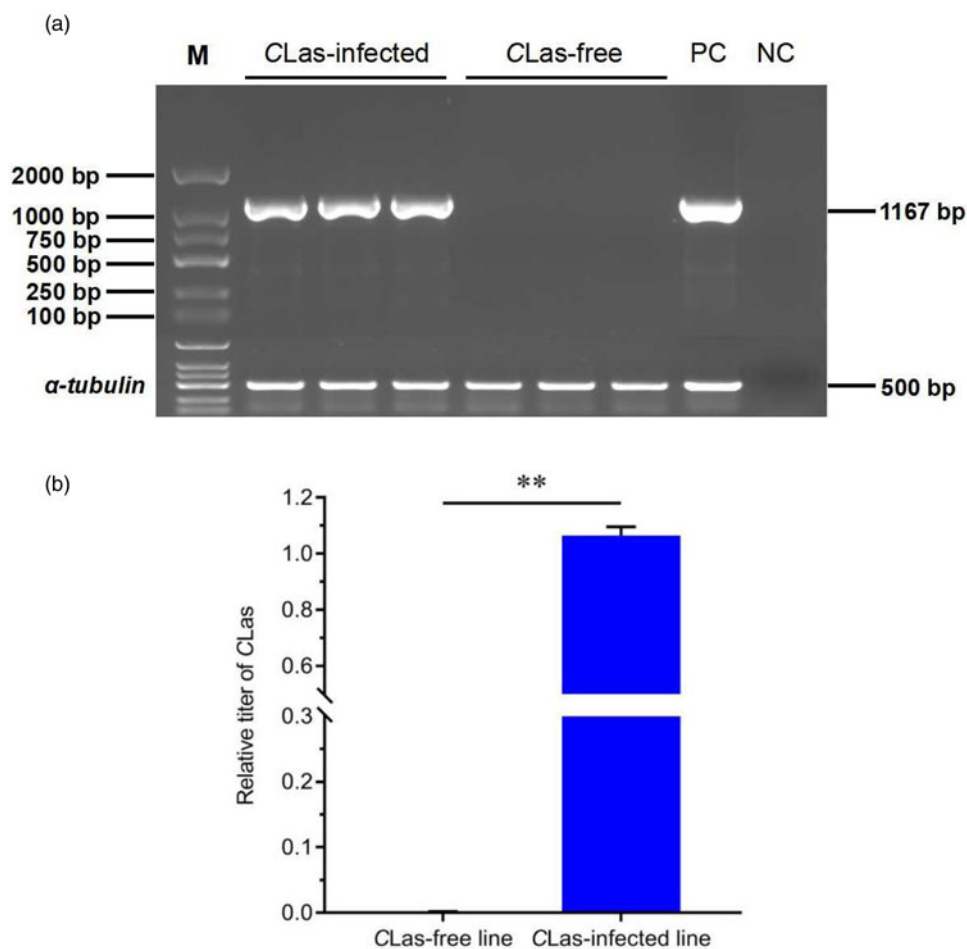 (a)
M CLas-infected CLas-free PC NC
2000 bp
1000 bp
750 bp
500 bp
250 bp
100 bp
1167 bp
α-tubulin
500 bp
(b)
**
Relative titer of CLas
1.2
1.0
0.8
0.6
0.3
0.2
0.1
0.0
CLas-free line CLas-infected line